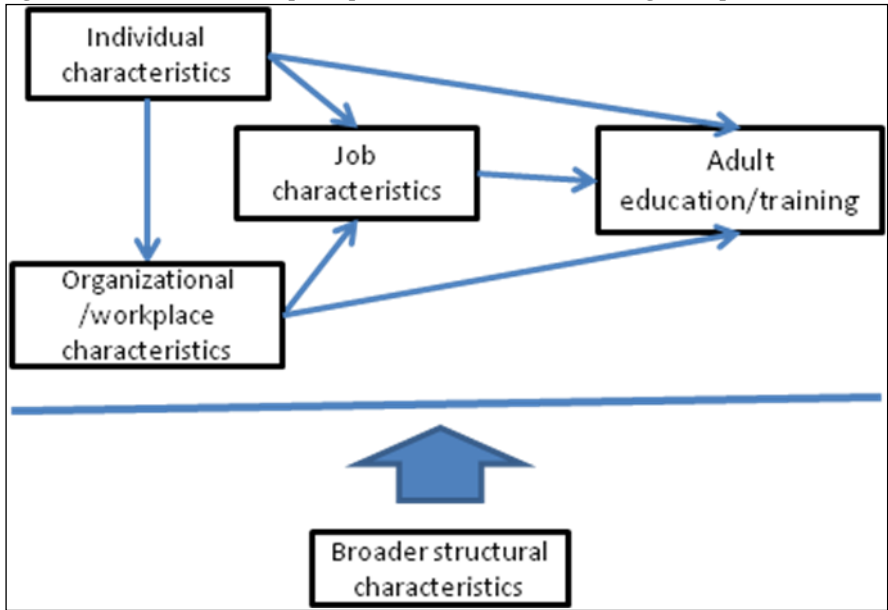 Individual
characteristics
Job
characteristics
Adult
education/training
Organizational
/workplace
characteristics
Broader structural
characteristics